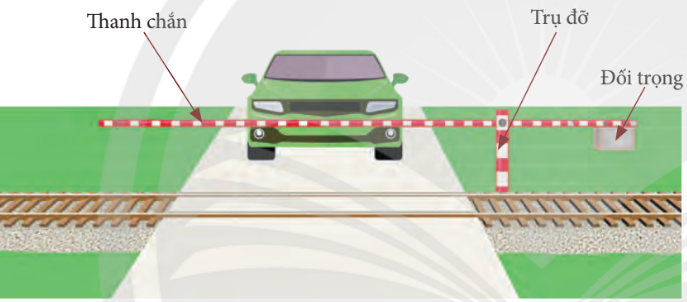 Thanh chắn
Trụ đỡ
Đối trọng